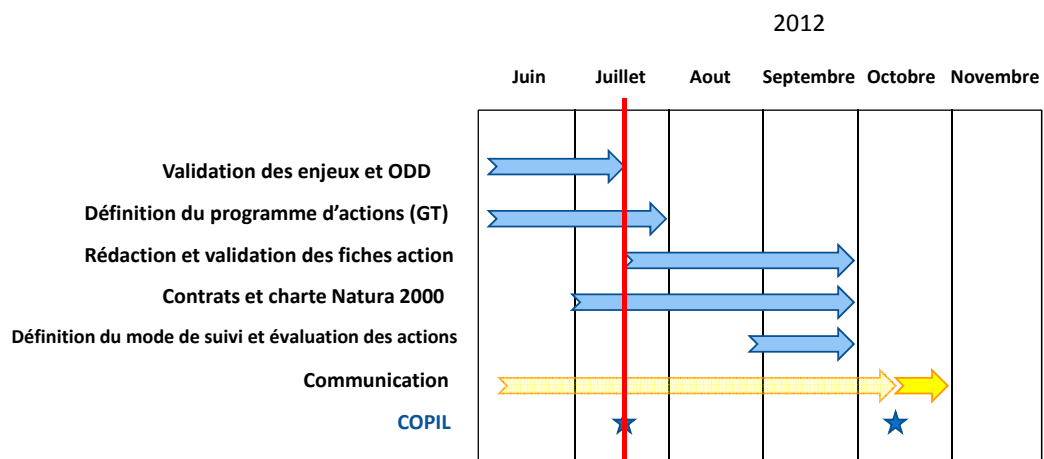 2012
Juin Juillet Aout Septembre Octobre Novembre
Validation des enjeux et ODD
Définition du programme d’actions (GT)
Rédaction et validation des fiches action
Contrats et charte Natura 2000
Définition du mode de suivi et évaluation des actions
Communication
COPIL